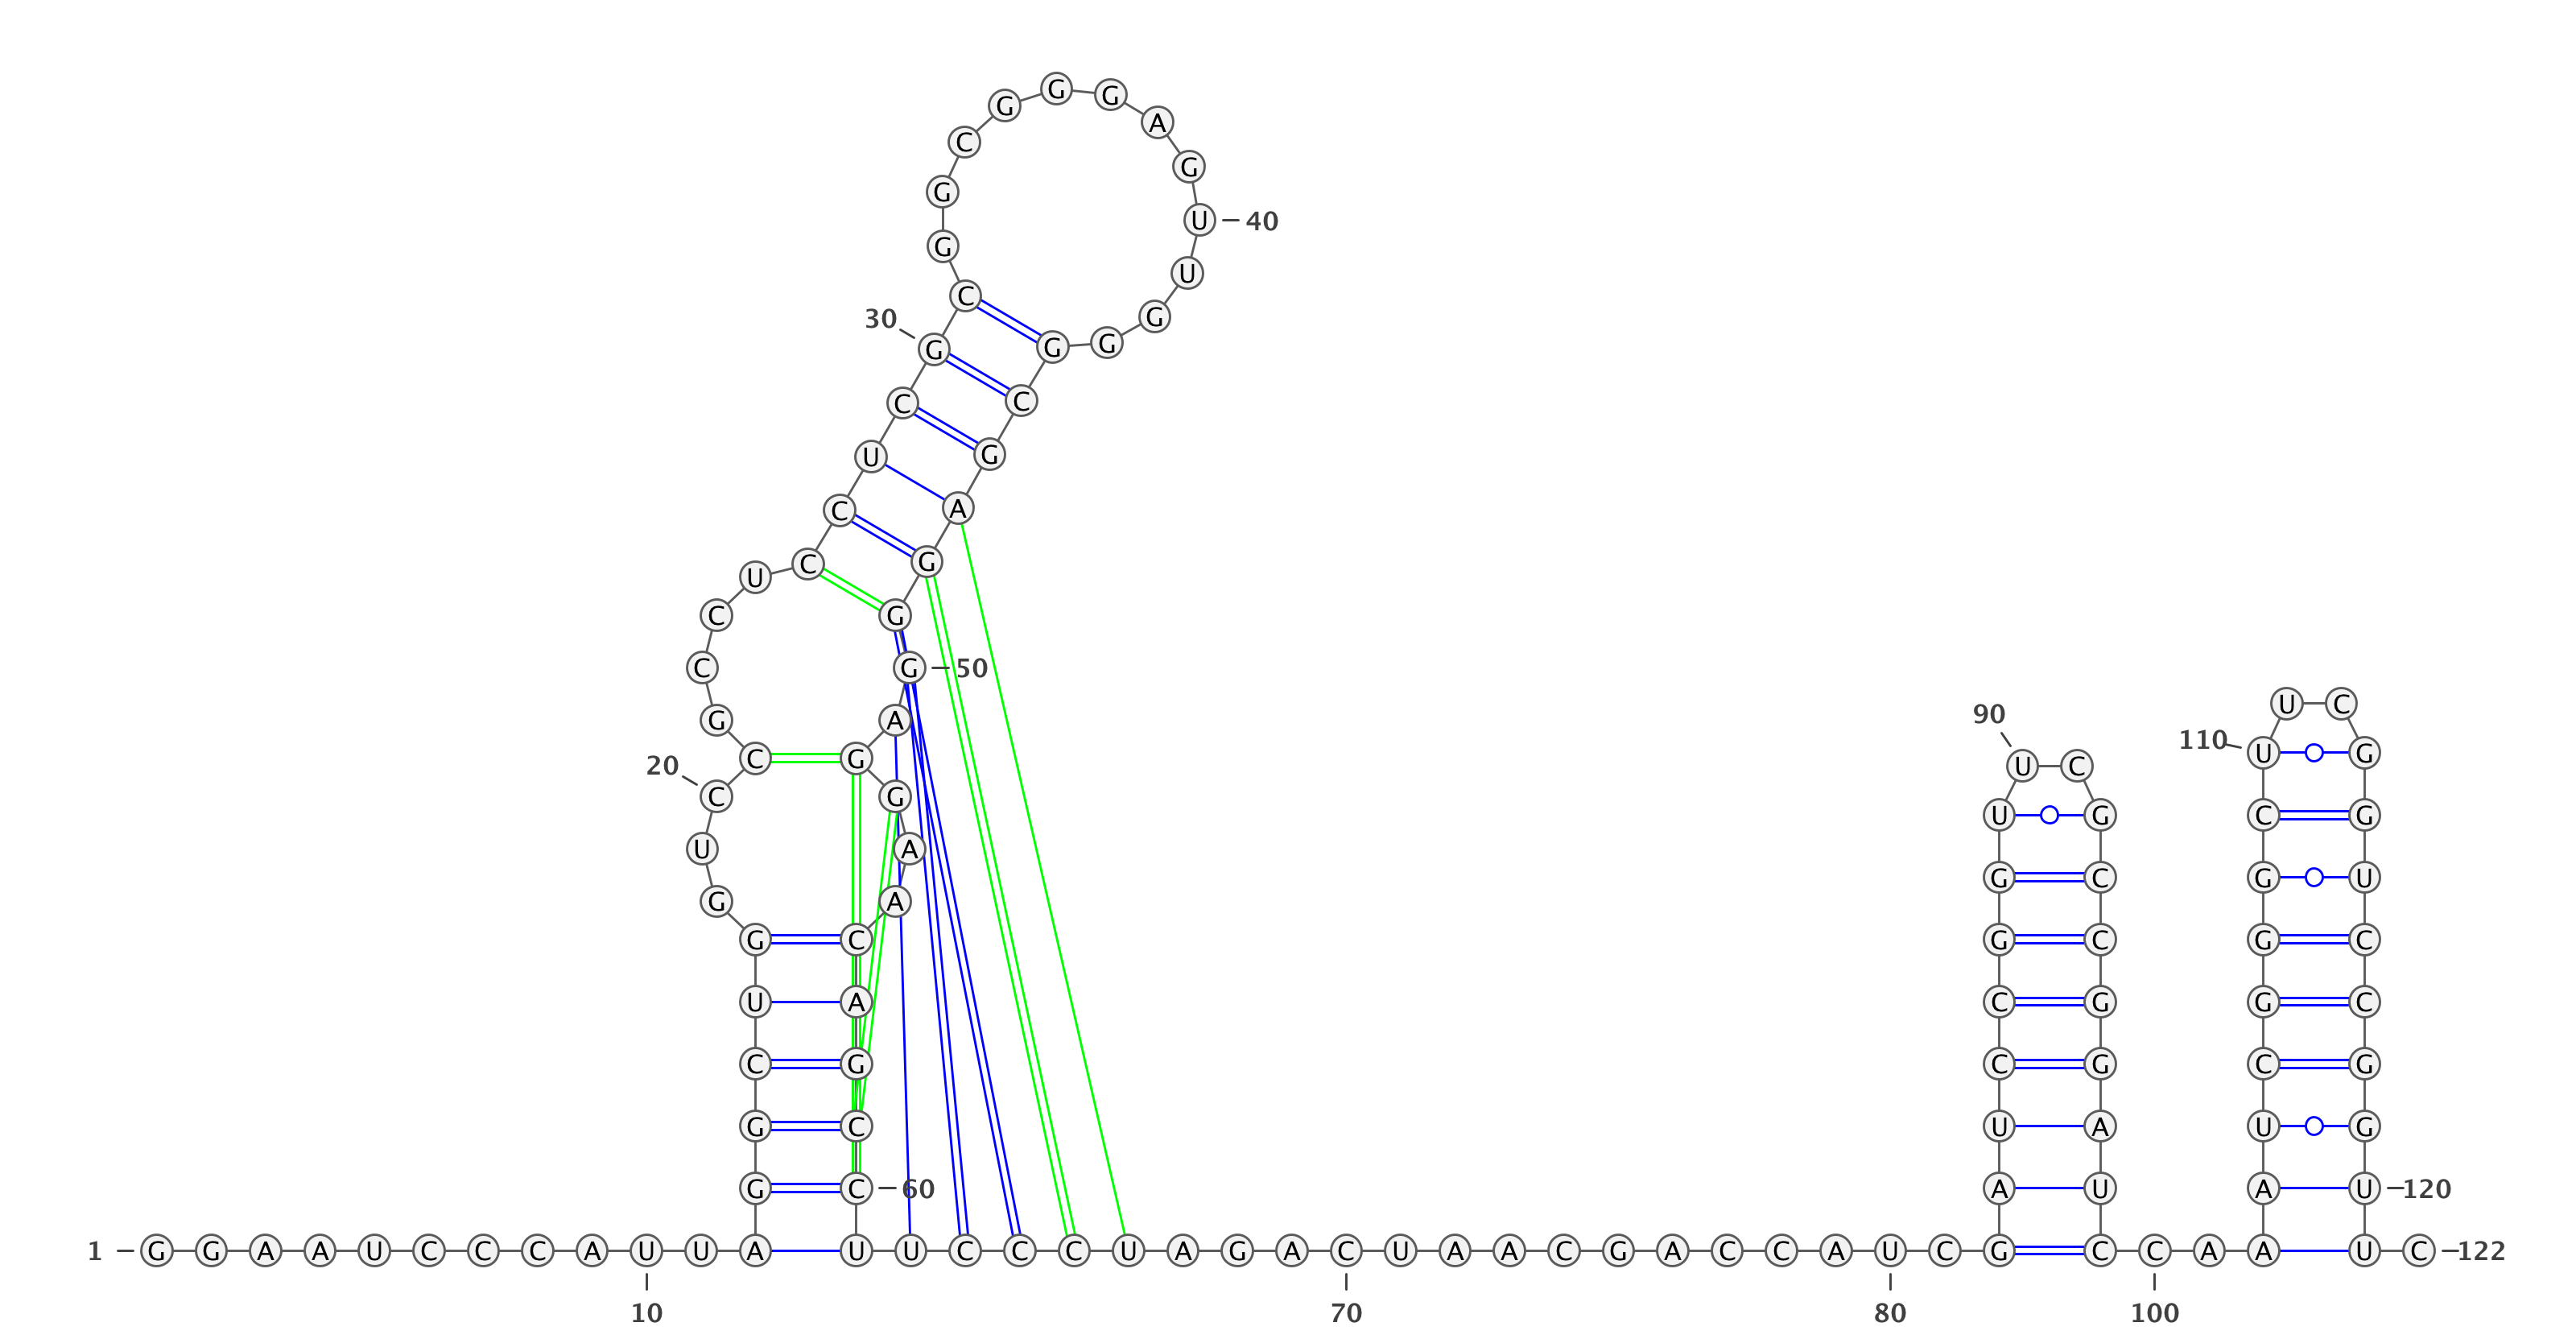 1 G G A A U C C C A U U A
10
G G C U G
G U C C
20
G C C U C
C U C G C
30
G G C G G G A G U U G G
40
G C G A G G
G A G G A A
50
C A G C C
60
U U C C C U A G A C U A A C G A C C A U C G
70
80
A U C C G G U
U C
90
G C C G G A U C
C A A
100
A U C G G G C U
110
U C
G G U C C G G U
120
U C 122